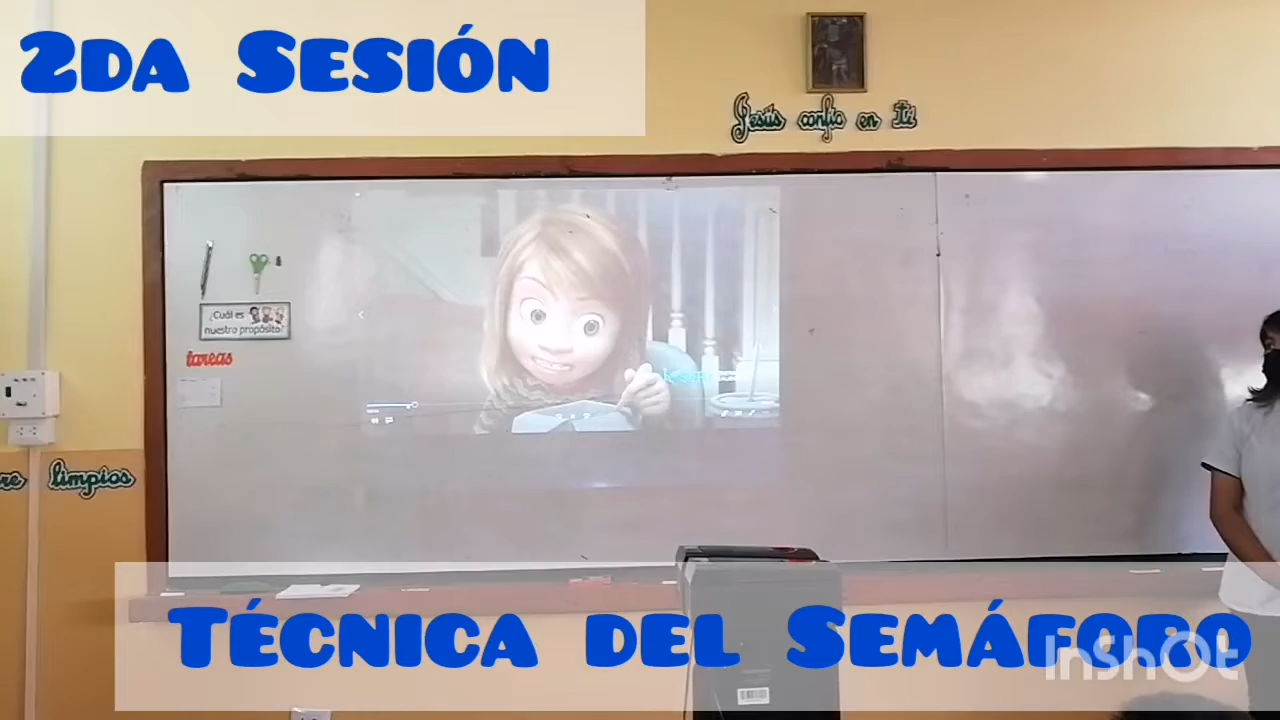 2da Sesión
Jesús confío en Ti
¿Cuál es
nuestro propósito?
tareas
limpios
Técnica del Semáforo
InShOt